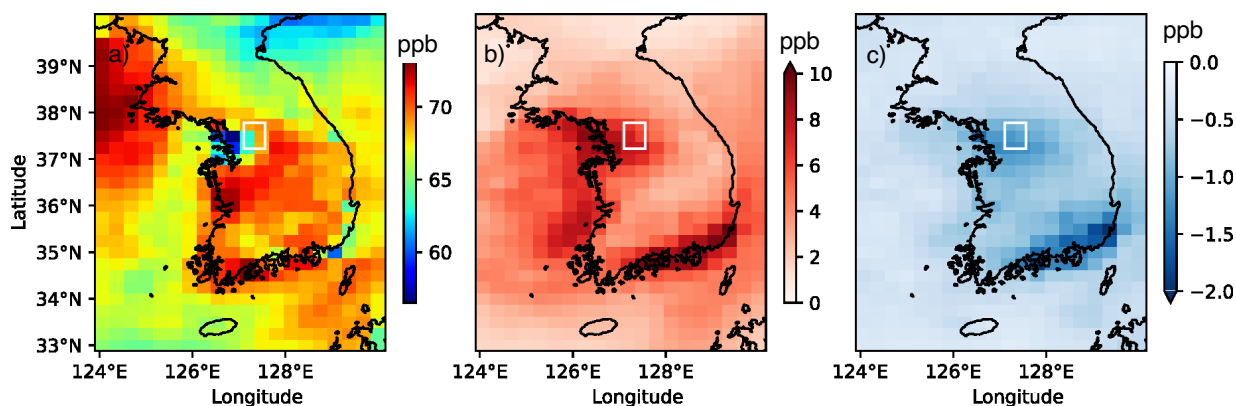 ppb
a)
39°N
38°N
37°N
36°N
35°N
34°N
33°N
Latitude
124°E
126°E
128°E
Longitude
70
65
60
ppb
b)
124°E
126°E
128°E
Longitude
10
8
6
4
2
0
ppb
c)
124°E
126°E
128°E
Longitude
0.0
−0.5
−1.0
−1.5
−2.0